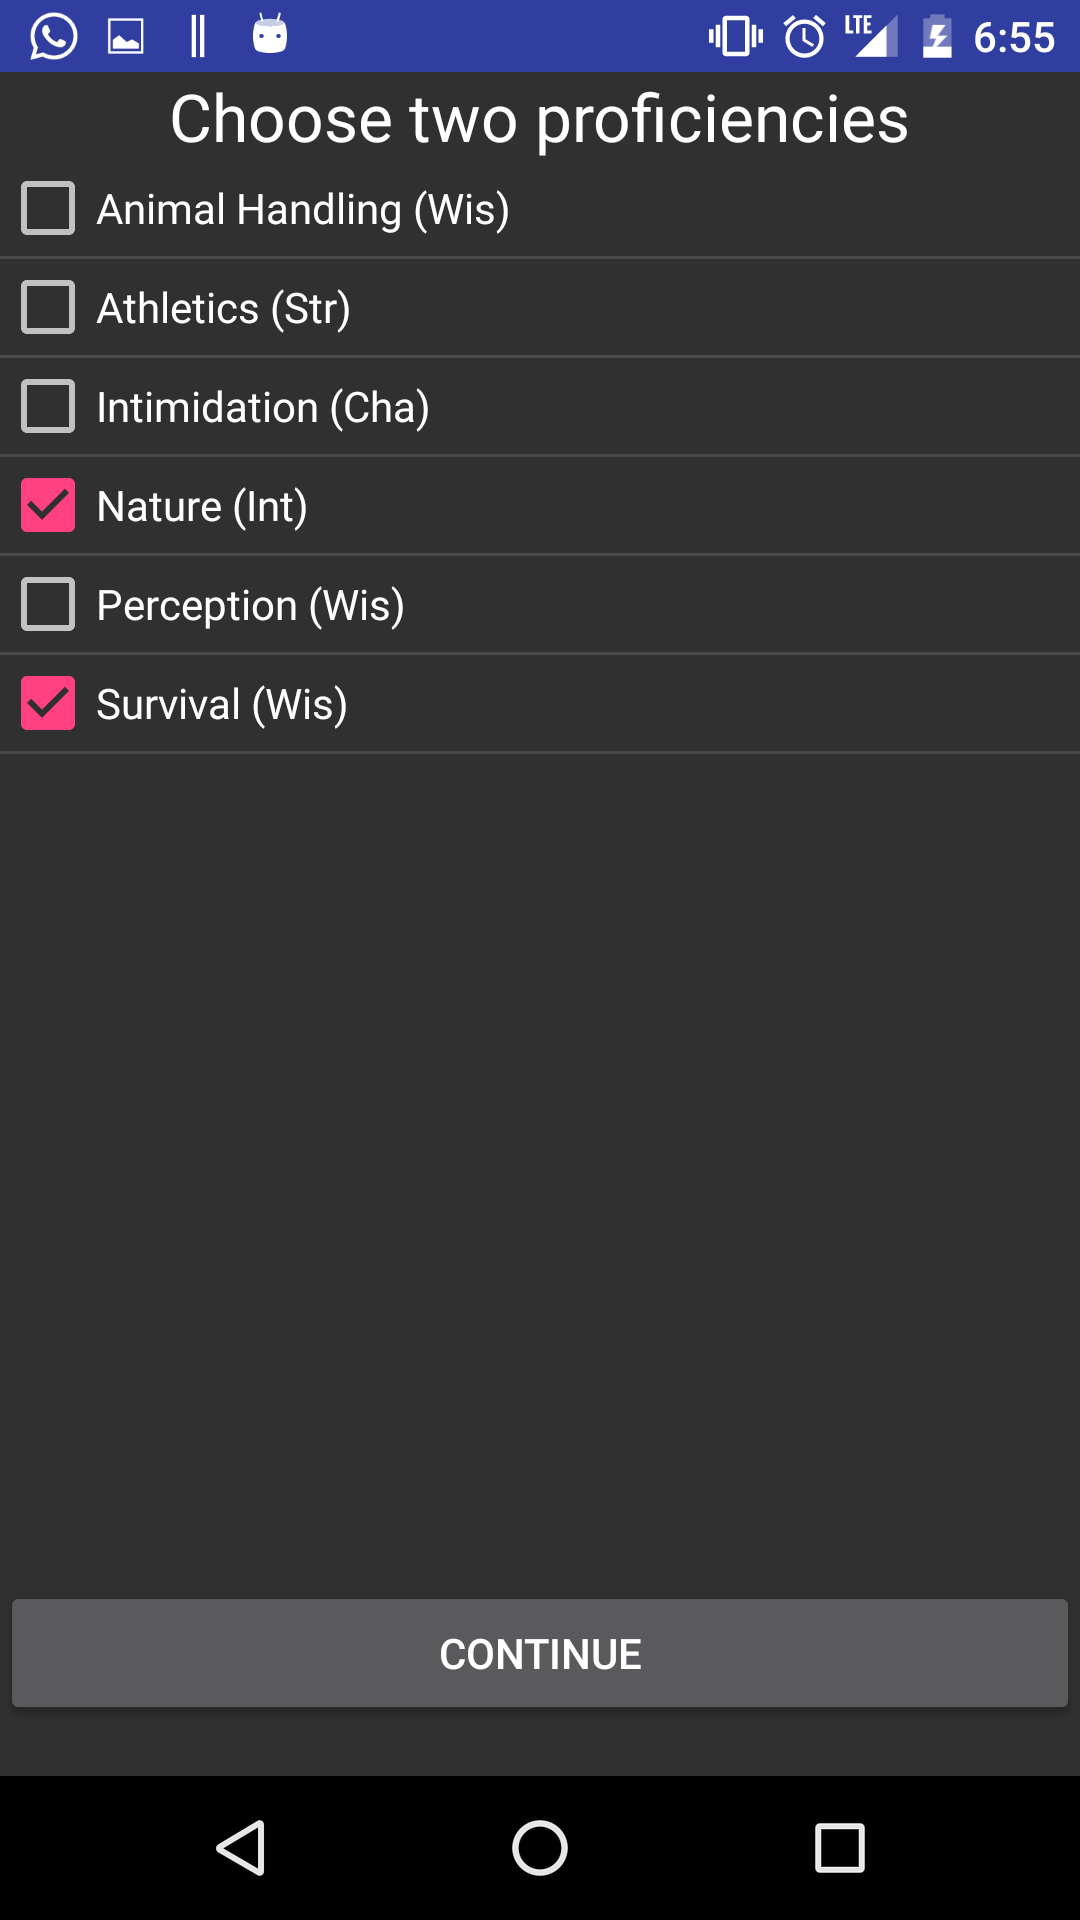 LTE 6:55
Choose two proficiencies
Animal Handling (Wis)
Athletics (Str)
Intimidation (Cha)
Nature (Int)
Perception (Wis)
Survival (Wis)
CONTINUE